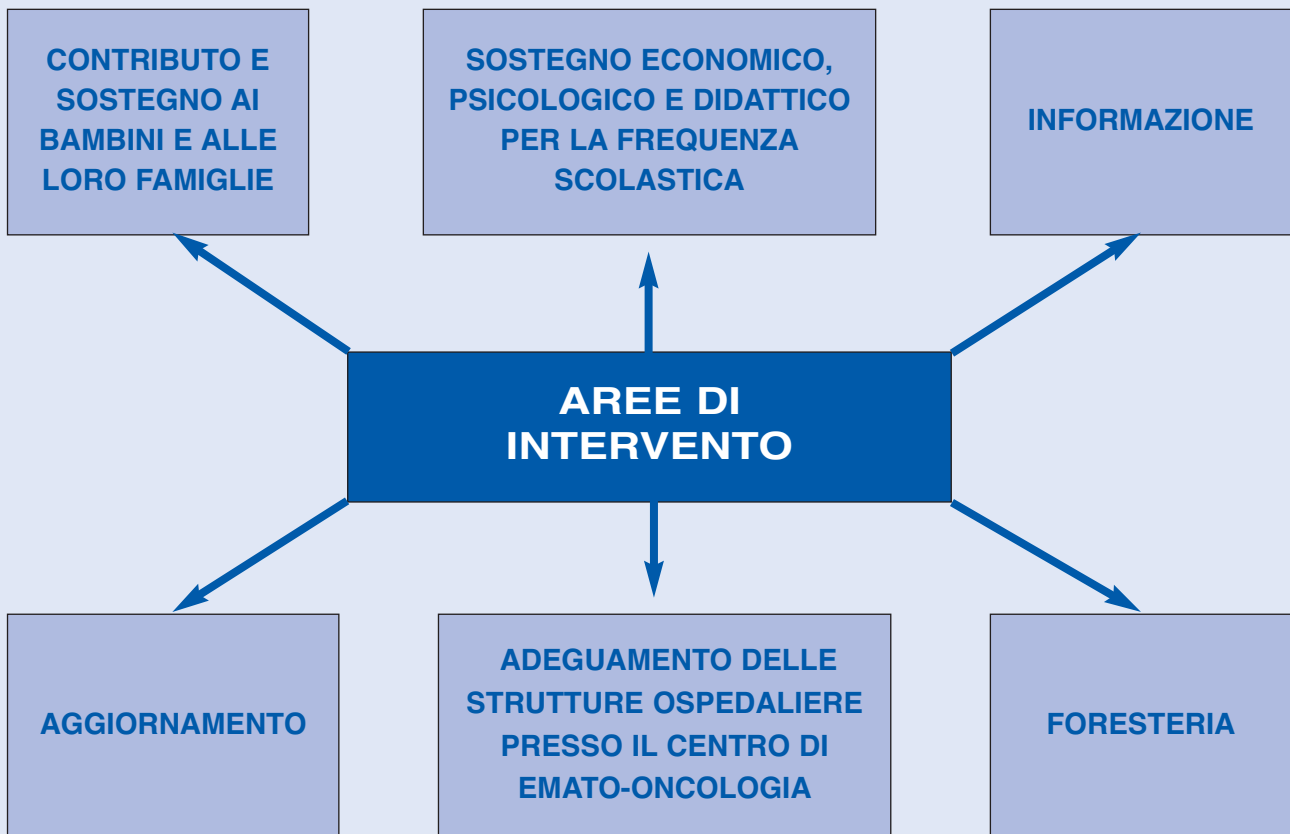 CONTRIBUTO E
SOSTEGNO AI
BAMBINI E ALLE
LORO FAMIGLIE
SOSTEGNO ECONOMICO,
PSICOLOGICO E DIDATTICO
PER LA FREQUENZA
SCOLASTICA
INFORMAZIONE
AREE DI
INTERVENTO
AGGIORNAMENTO
ADEGUAMENTO DELLE
STRUTTURE OSPEDALIERE
PRESSO IL CENTRO DI
EMATO-ONCOLOGIA
FORESTERIA